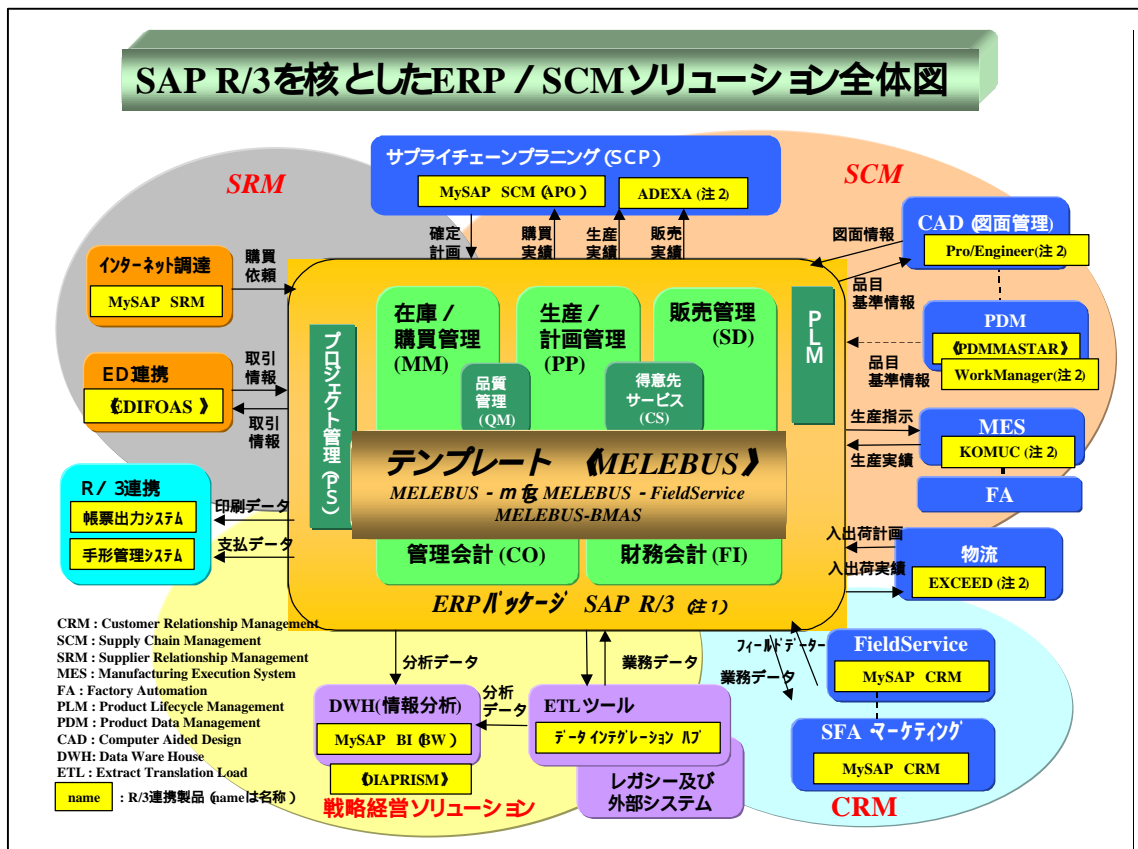 SAP R/3を核としたERP / SCMソリューション全体図
SRM
SCM
サプライチェーンプラニング(SCP)
MySAP SCM (APO)
ADEXA (注2)
確定
計画
購買
実績
生産
実績
販売
実績
インターネット調達
MySAP SRM
購買
依頼
ED連携
《EDIFOAS》
取引
情報
取引
情報
R/3連携
帳票出力システム
手形管理システム
印刷データ
支払データ
プロジェクト管理(PS)
在庫 /
購買管理
(MM)
生産 /
計画管理
(PP)
販売管理
(SD)
品質
管理
(QM)
得意先
サービス
(CS)
PLM
テンプレート 《MELEBUS》
MELEBUS - mfg MELEBUS - FieldService
MELEBUS-BMAS
管理会計 (CO)
財務会計 (FI)
ERPパッケージ SAP R/3 (注1)
図面情報
CAD (図面管理)
Pro/Engineer(注2)
品目
基準情報
PDM
《PDMMASTAR》
WorkManager(注2)
品目
基準情報
生産指示
生産実績
MES
KOMUC (注2)
FA
入出荷計画
入出荷実績
物流
EXCEED (注2)
フィールドデーター
業務データ
FieldService
MySAP CRM
SFA マーケティング
MySAP CRM
CRM
分析データ
業務データ
分析
データ
DWH(情報分析)
MySAP BI (BW)
《DIAPRISM》
戦略経営ソリューション
ETLツール
データインテグレーション ハブ
レガシー及び
外部システム
CRM : Customer Relationship Management
SCM : Supply Chain Management
SRM : Supplier Relationship Management
MES : Manufacturing Execution System
FA : Factory Automation
PLM : Product Lifecycle Management
PDM : Product Data Management
CAD : Computer Aided Design
DWH: Data Ware House
ETL : Extract Translation Load
name : R/3連携製品 (nameは名称)